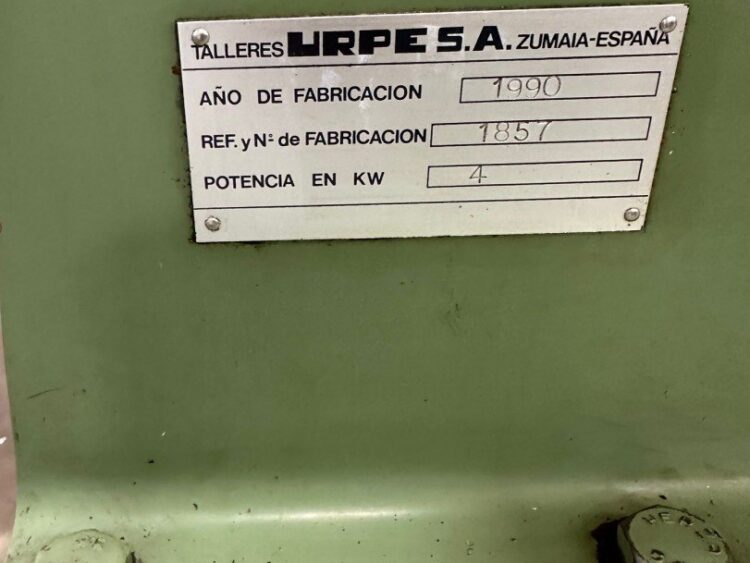 TALLERES URPE S.A. ZUMAIA-ESPAÑA
AÑO DE FABRICACION 1990
REF. y Nº de FABRICACION 1857
POTENCIA EN KW 4